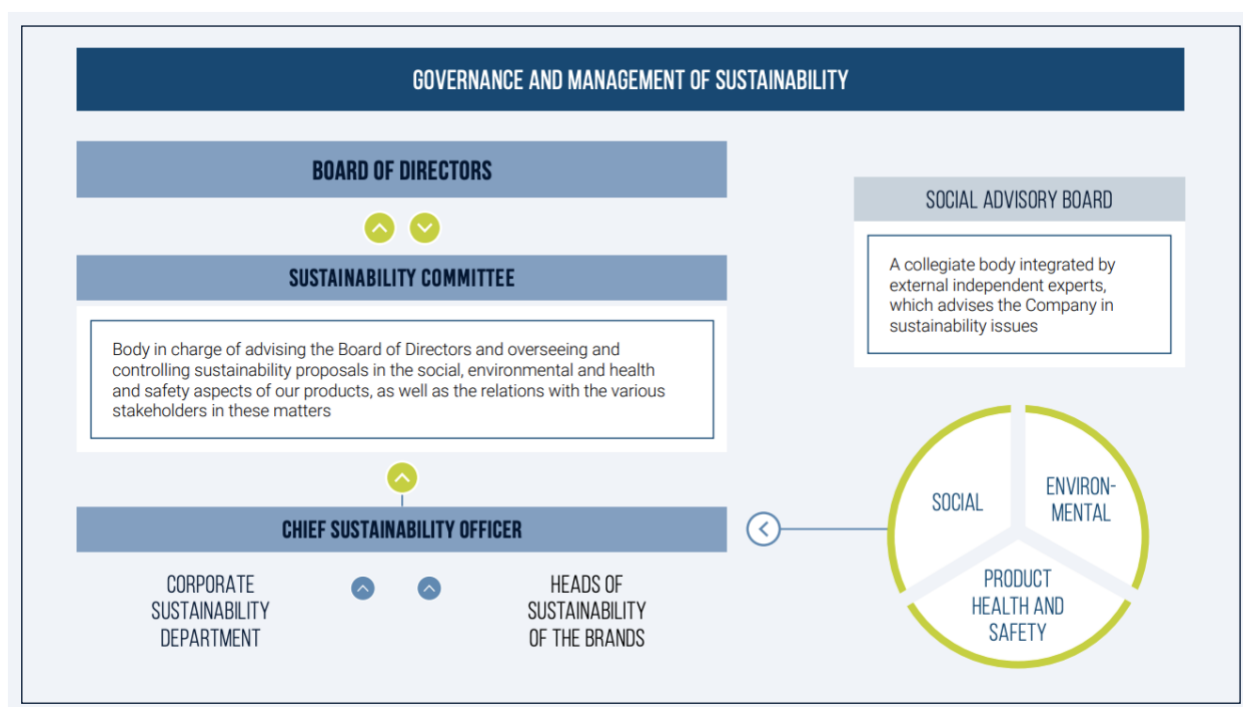 GOVERNANCE AND MANAGEMENT OF SUSTAINABILITY
BOARD OF DIRECTORS
SUSTAINABILITY COMMITTEE
Body in charge of advising the Board of Directors and overseeing and
controlling sustainability proposals in the social, environmental and health
and safety aspects of our products, as well as the relations with the various
stakeholders in these matters
CHIEF SUSTAINABILITY OFFICER
CORPORATE
SUSTAINABILITY
DEPARTMENT
HEADS OF
SUSTAINABILITY
OF THE BRANDS
SOCIAL ADVISORY BOARD
A collegiate body integrated by
external independent experts,
which advises the Company in
sustainability issues
SOCIAL
ENVIRON-
MENTAL
PRODUCT
HEALTH AND
SAFETY